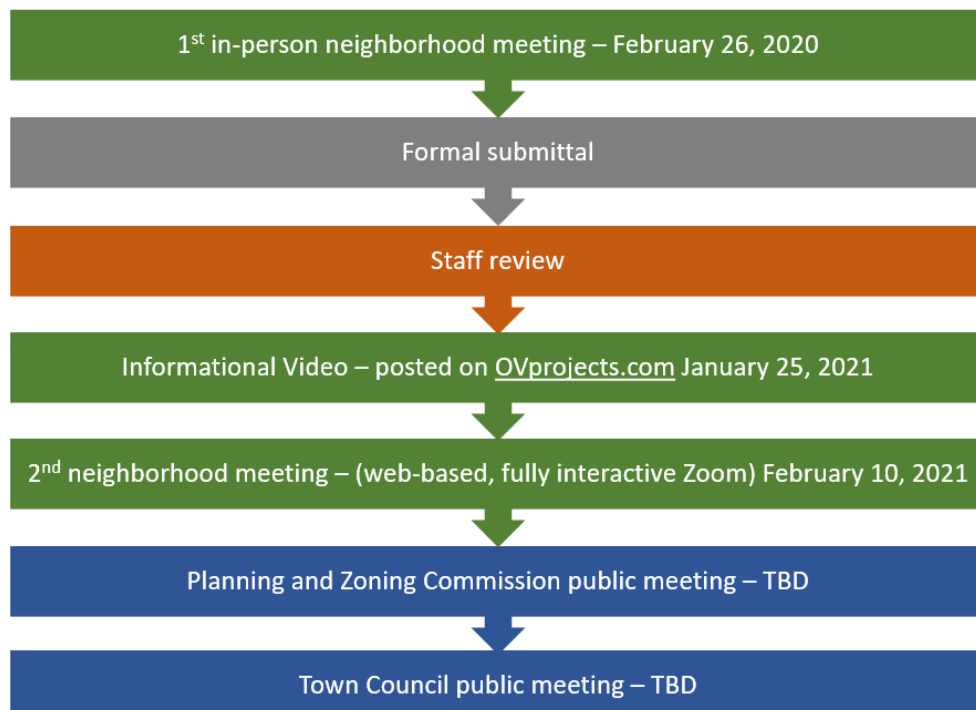 1st in-person neighborhood meeting – February 26, 2020
Formal submittal
Staff review
Informational Video – posted on OVprojects.com January 25, 2021
2nd neighborhood meeting – (web-based, fully interactive Zoom) February 10, 2021
Planning and Zoning Commission public meeting – TBD
Town Council public meeting – TBD